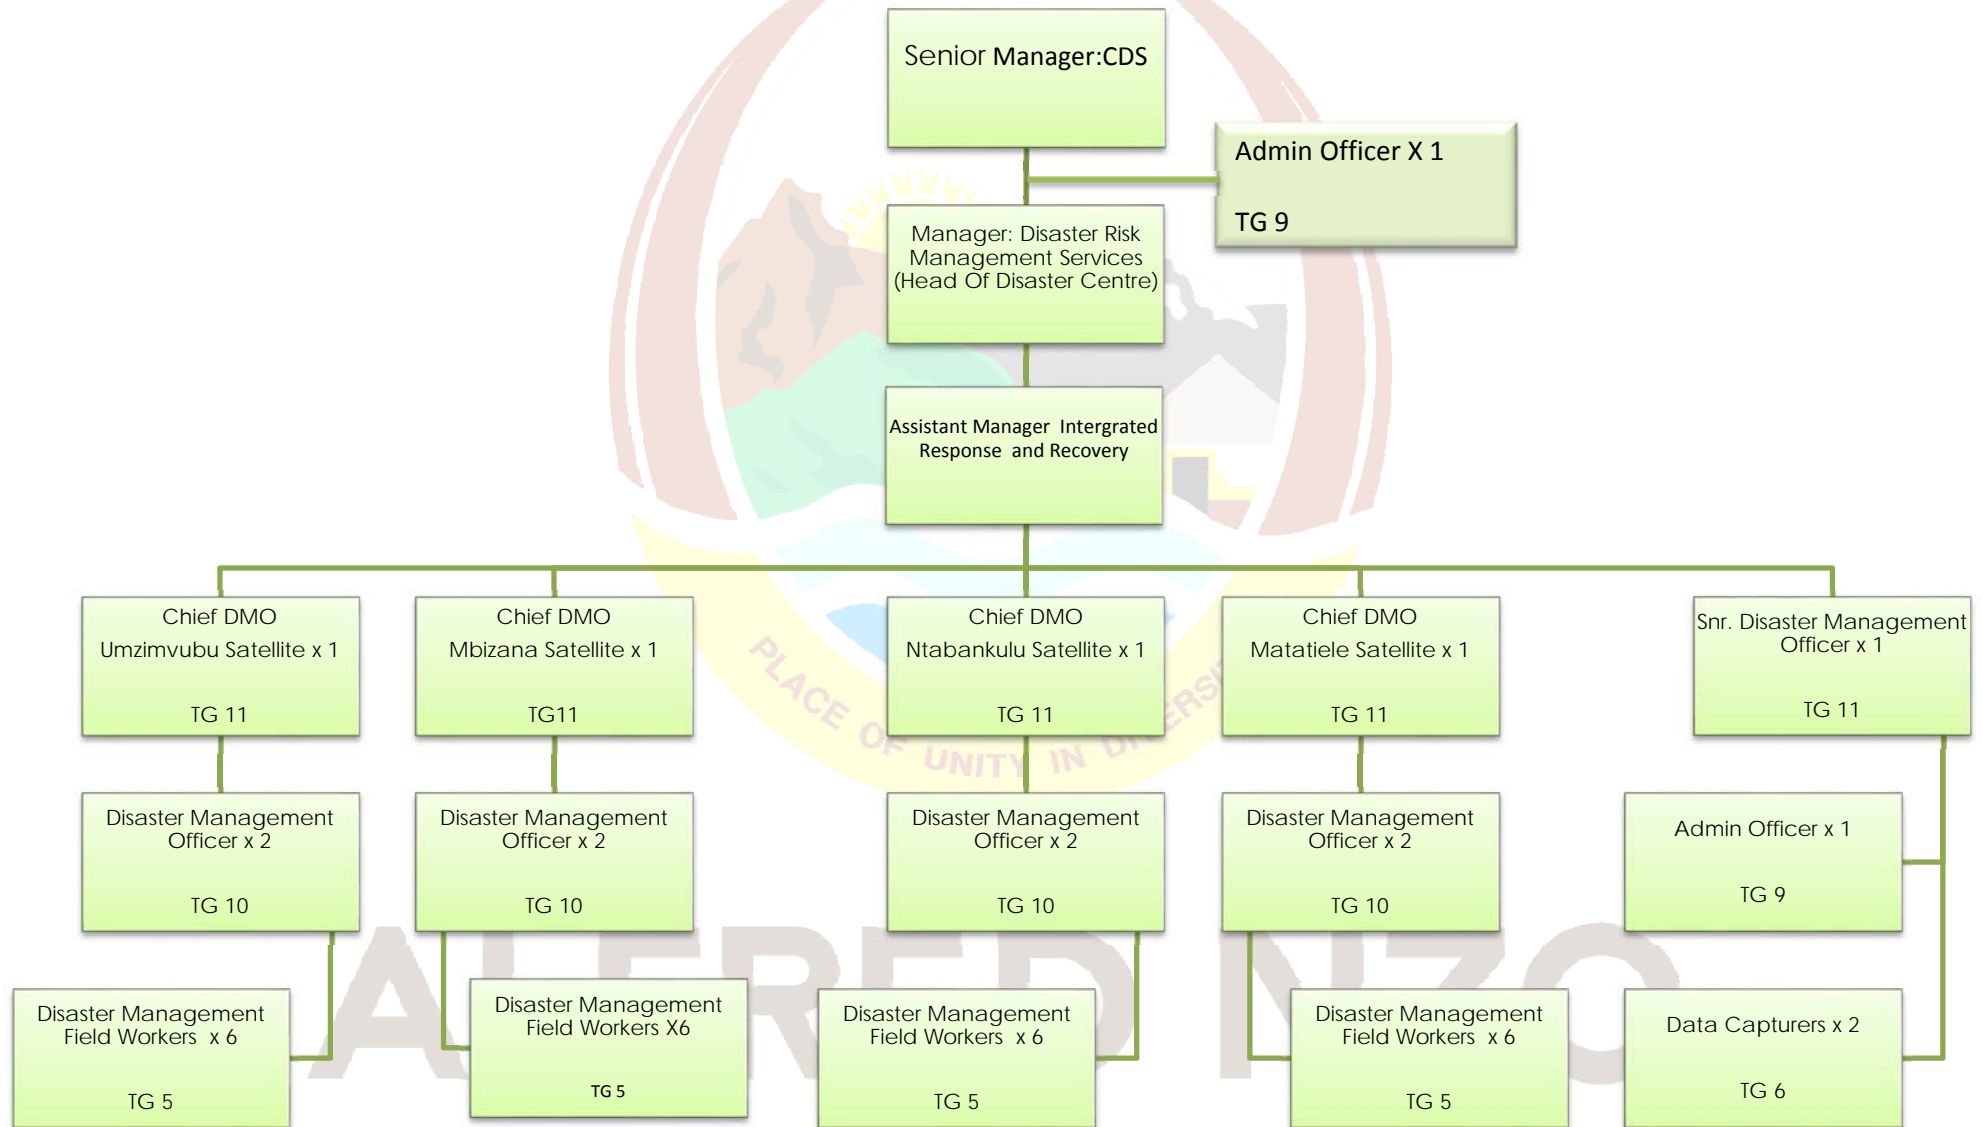 Senior Manager:CDS
Admin Officer X 1
TG 9
Manager: Disaster Risk
Management Services
(Head Of Disaster Centre)
Assistant Manager  Intergrated
Response  and Recovery
Chief DMO
Umzimvubu Satellite x 1
TG 11
Chief DMO
Mbizana Satellite x 1
TG11
Chief DMO
Ntabankulu Satellite x 1
TG 11
Chief DMO
Matatiele Satellite x 1
TG 11
Snr. Disaster Management
Officer x 1
TG 11
Disaster Management
Officer x 2
TG 10
Disaster Management
Officer x 2
TG 10
Disaster Management
Officer x 2
TG 10
Disaster Management
Officer x 2
TG 10
Admin Officer x 1
TG 9
Disaster Management
Field Workers  x 6
TG 5
Disaster Management
Field Workers X6
TG 5
Disaster Management
Field Workers  x 6
TG 5
Disaster Management
Field Workers  x 6
TG 5
Data Capturers x 2
TG 6
PLACE OF UNITY IN DIVERSI
ALFRED NZO